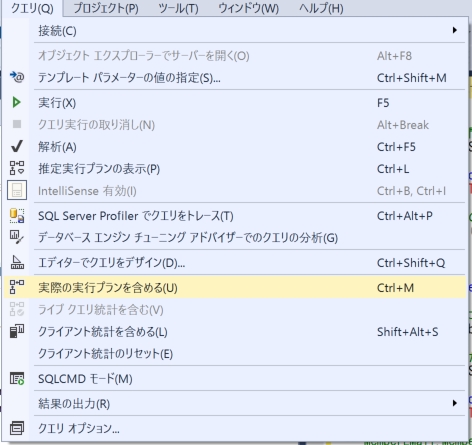 クエリ(Q) プロジェクト(P) ツール(T) ウィンドウ(W) ヘルプ(H)
接続(C)
オブジェクト エクスプローラーでサーバーを開く(O) Alt+F8
テンプレート パラメーターの値の指定(S)... Ctrl+Shift+M
実行(X) F5
クエリ実行の取り消し(N) Alt+Break
解析(A) Ctrl+F5
推定実行プランの表示(P) Ctrl+L
IntelliSense 有効(I) Ctrl+B, Ctrl+I
SQL Server Profiler でクエリをトレース(T) Ctrl+Alt+P
データベース エンジン チューニング アドバイザーでのクエリの分析(G)
エディターでクエリをデザイン(D)... Ctrl+Shift+Q
実際の実行プランを含める(U) Ctrl+M
ライブ クエリ統計を含む(V)
クライアント統計を含める(L) Shift+Alt+S
クライアント統計のリセット(E)
SQLCMD モード(M)
結果の出力(R)
クエリ オプション...